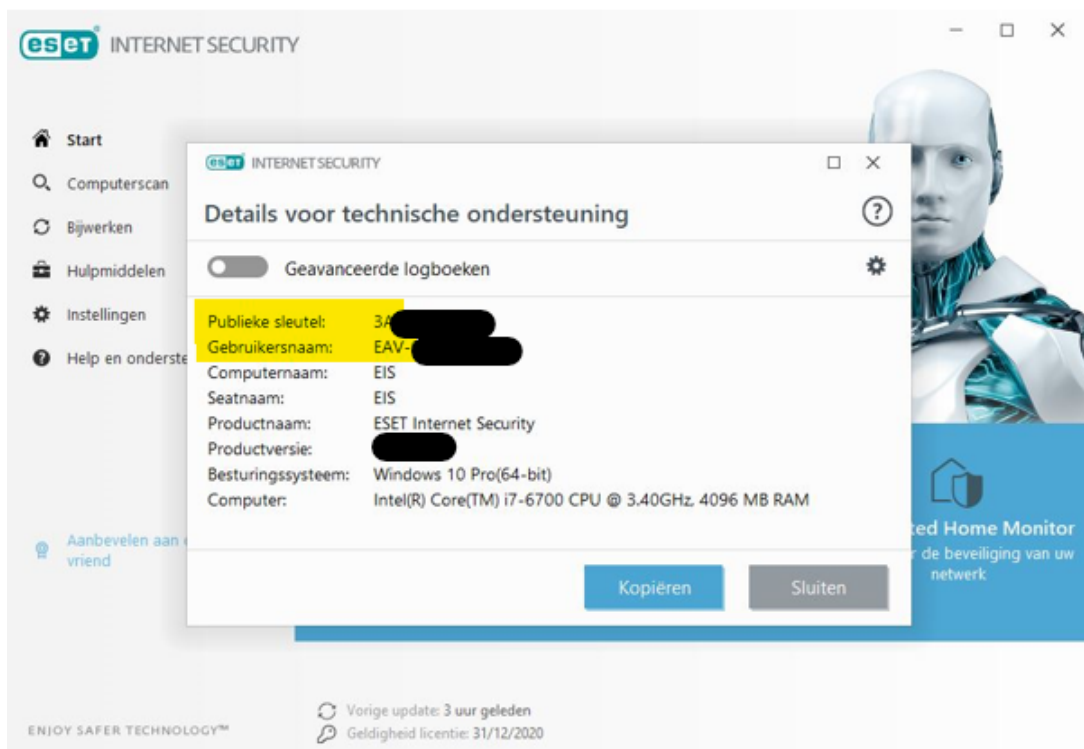 eset INTERNET SECURITY
Start
Computerscan
Bijwerken
Hulpmiddelen
Instellingen
Help en onderste
Aanbevelen aan
vriend
eset INTERNET SECURITY
Details voor technische ondersteuning
?
Geavanceerde logboeken
Publieke sleutel: 3A
Gebruikersnaam: EAV-
Computernaam: EIS
Seatnaam: EIS
Productnaam: ESET Internet Security
Productversie:
Besturingssysteem: Windows 10 Pro(64-bit)
Computer: Intel(R) Core(TM) i7-6700 CPU @ 3.40GHz, 4096 MB RAM
Kopiëren Sluiten
ted Home Monitor
de beveiliging van uw
netwerk
Vorige update: 3 uur geleden
Geldigheid licentie: 31/12/2020
ENJOY SAFER TECHNOLOGY™